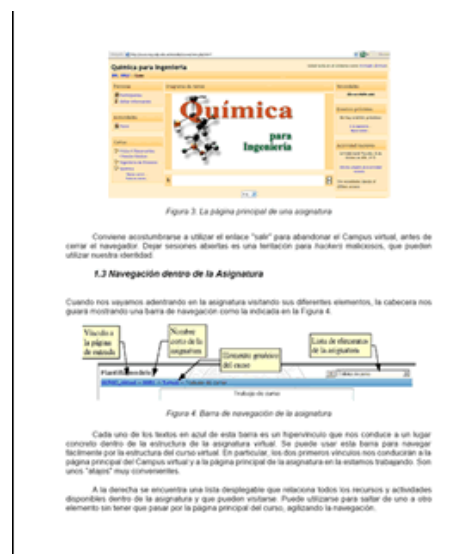 Química para Ingeniería
Química
para
Ingeniería
Figura 3: La página principal de una asignatura
Conviene acostumbrarse a utilizar el enlace "salir" para abandonar el Campus virtual, antes de
cerrar el navegador. Dejar sesiones abiertas es una tentación para hackers maliciosos, que pueden
utilizar nuestra identidad.
1.3 Navegación dentro de la Asignatura
Cuando nos vayamos adentrando en la asignatura visitando sus diferentes elementos, la cabecera nos
guiará mostrando una barra de navegación como la indicada en la Figura 4.
Vínculo a
la página
de entrada
Nombre
corto de la
asignatura
Elemento genérico
del curso
Lista de elementos
de la asignatura
Trabajo de curso
Figura 4: Barra de navegación de la asignatura
Cada uno de los textos en azul de esta barra es un hipervínculo que nos conduce a un lugar
concreto dentro de la estructura de la asignatura virtual. Se puede usar esta barra para navegar
fácilmente por la estructura del curso virtual. En particular, los dos primeros vínculos nos conducirán a la
página principal del Campus virtual y a la página principal de la asignatura en la estamos trabajando. Son
unos "atajos" muy convenientes.
A la derecha se encuentra una lista desplegable que relaciona todos los recursos y actividades
disponibles dentro de la asignatura y que pueden visitarse. Puede utilizarse para saltar de uno a otro
elemento sin tener que pasar por la página principal del curso, agilizando la navegación.